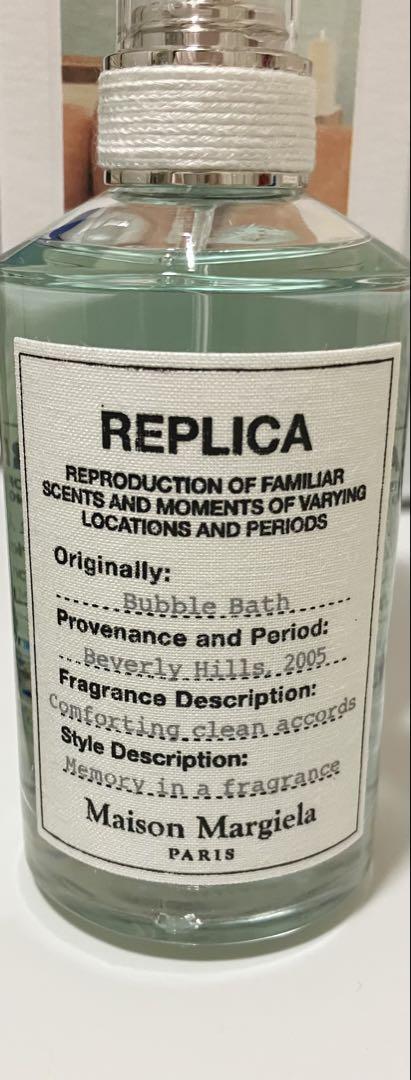 REPLICA
REPRODUCTION OF FAMILIAR
SCENTS AND MOMENTS OF VARYING
LOCATIONS AND PERIODS
Originally:
Bubble Bath
Provenance and Period:
Beverly Hills, 2005
Fragrance Description:
Comforting clean accords
Style Description:
Memory in a fragrance
Maison Margiela
PARIS